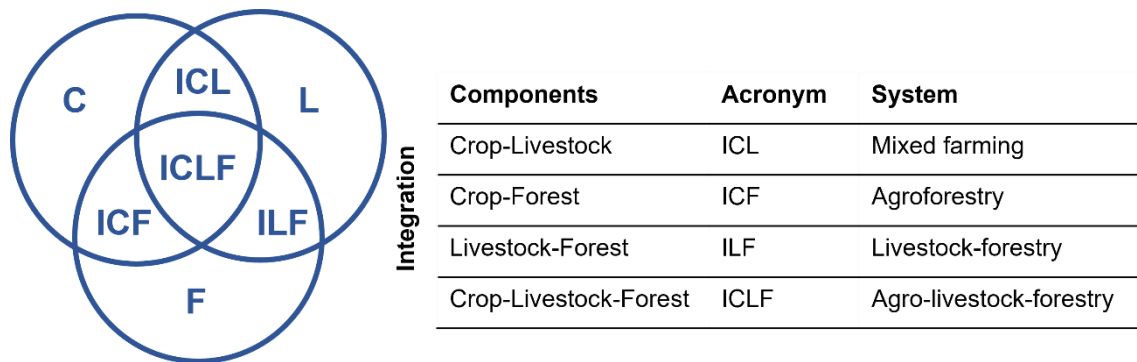 C
ICL
L
ICLF
ICF
ILF
F
Integration
Components Acronym System
Crop-Livestock ICL Mixed farming
Crop-Forest ICF Agroforestry
Livestock-Forest ILF Livestock-forestry
Crop-Livestock-Forest ICLF Agro-livestock-forestry